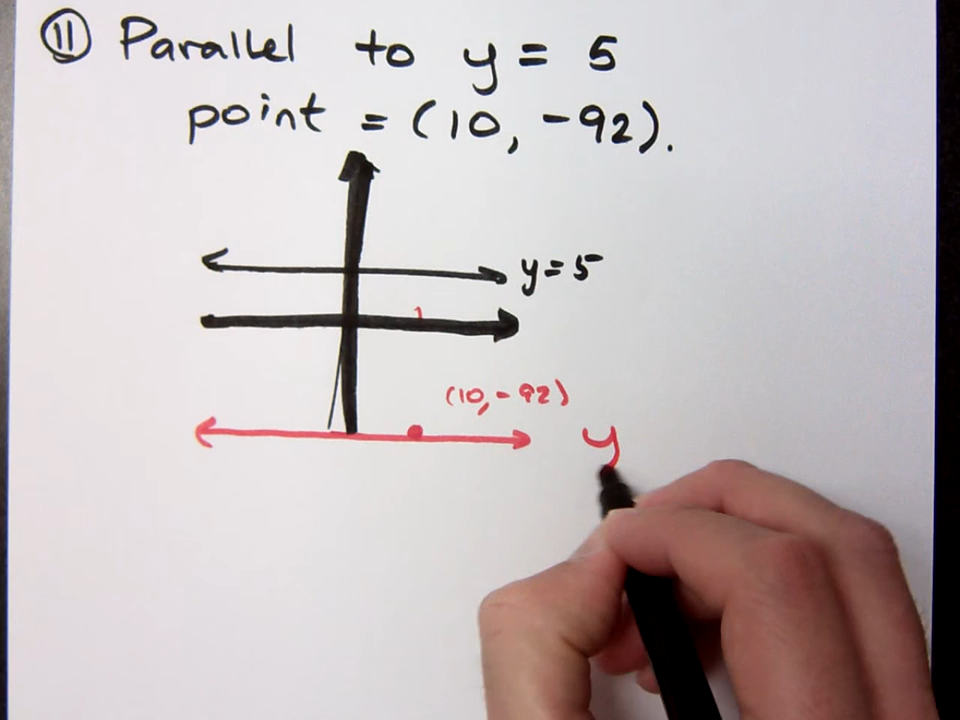 ⑪ Parallel to y = 5
point = (10, -92).
y = 5
(10, -92)
y